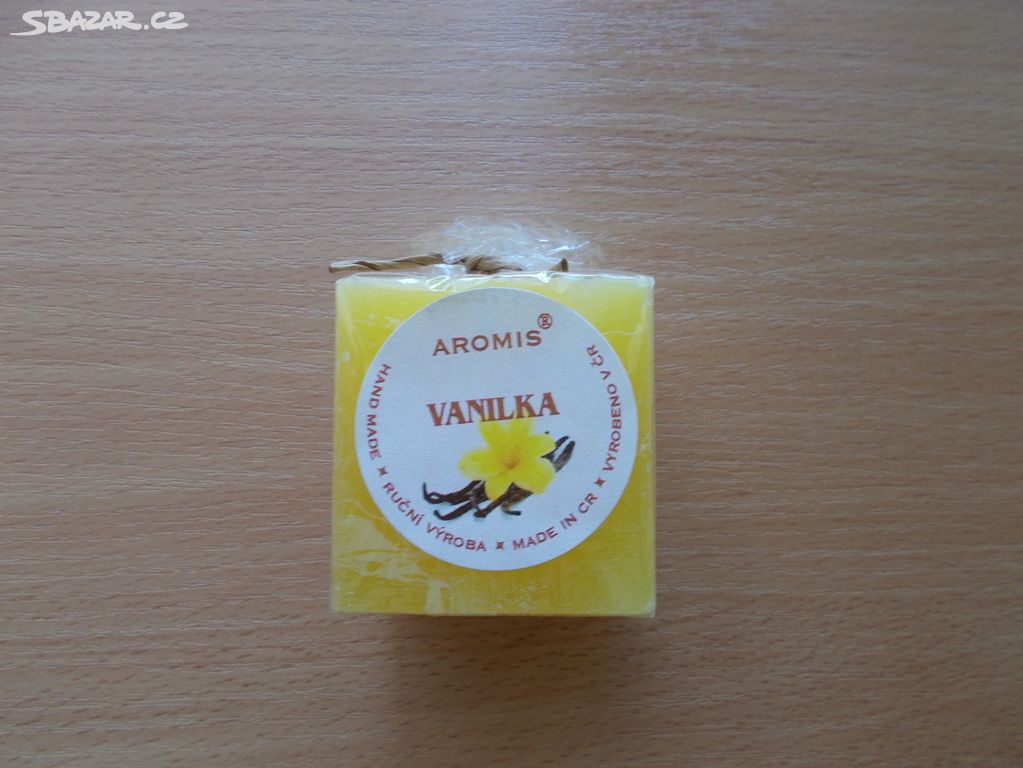 SBAZAR.CZ
AROMIS®
VANILKA
HAND MADE ✶ RUČNÍ VÝROBA ✶ MADE IN CR ✶ VYROBENO V ČR